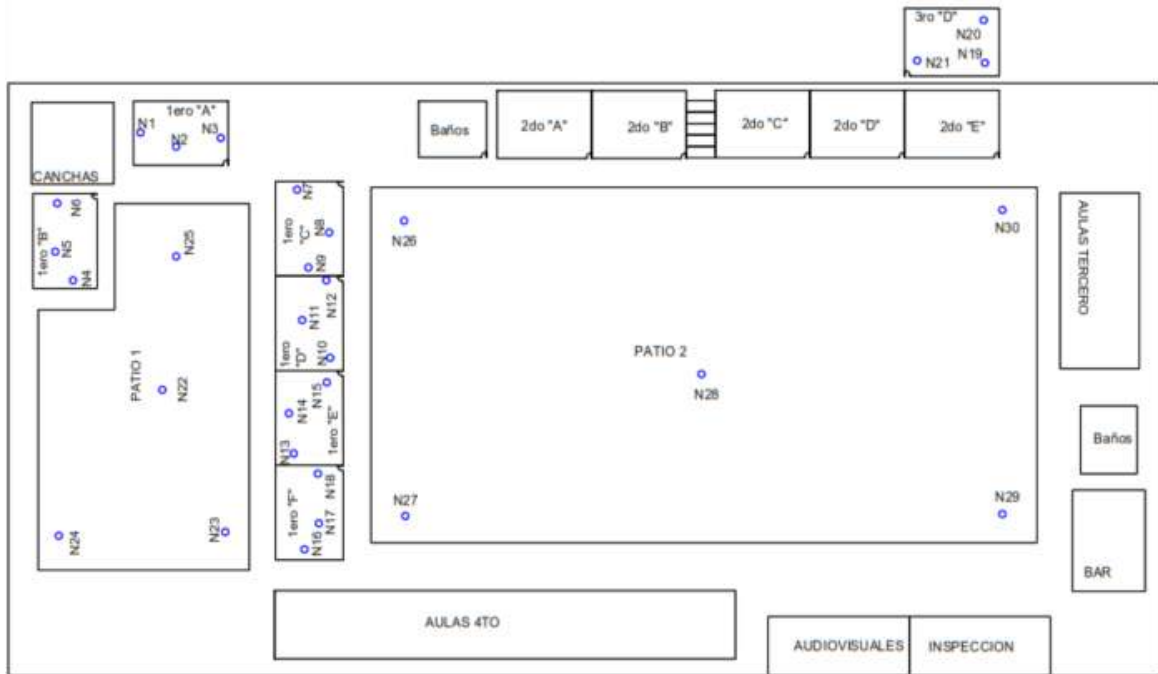 3ro "D"
N20
N19
N21
1ero "A"
N1
N2
N3
Baños
2do "A"
2do "B"
2do "C"
2do "D"
2do "E"
CANCHAS
N6
N5
1ero "B"
N4
N25
PATIO 1
N22
N24
N23
N7
N8
1ero
"C"
N9
N12
N11
N10
1ero
"D"
N15
N14
1ero "E"
N13
N18
1ero "F"
N17
N16
N26
N30
PATIO 2
N28
N27
N29
AULAS TERCERO
Baños
BAR
AULAS 4TO
AUDIOVISUALES
INSPECCION